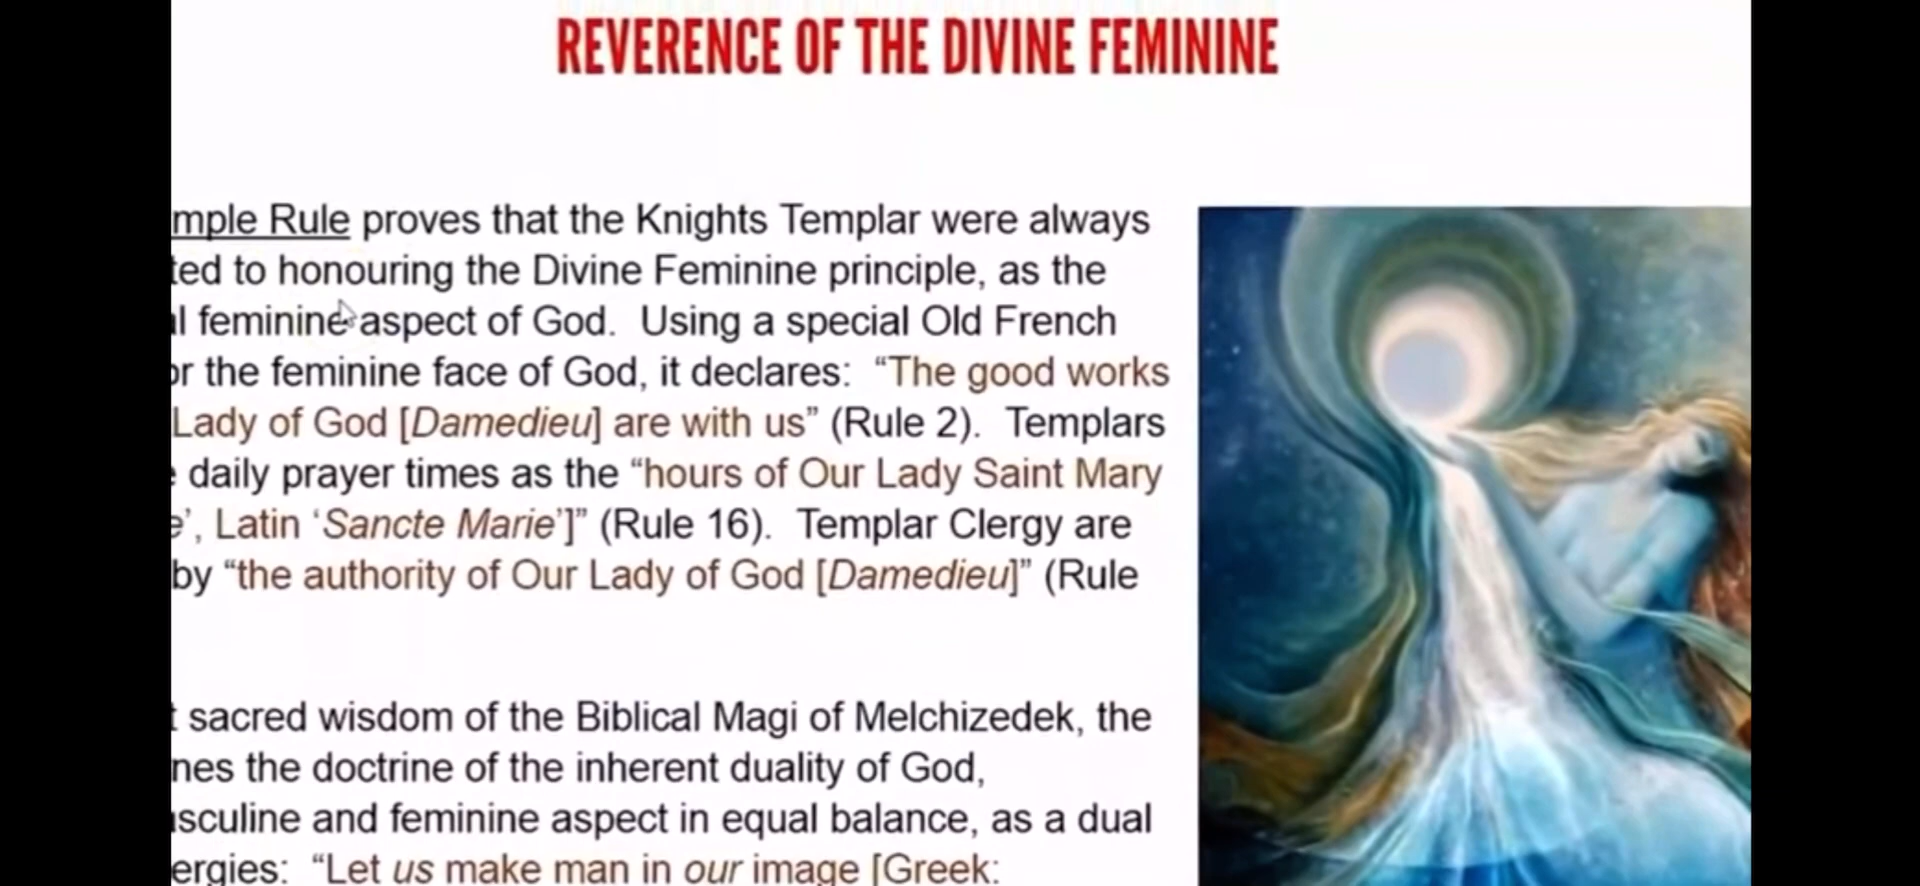 REVERENCE OF THE DIVINE FEMININE
mple Rule proves that the Knights Templar were always
ted to honouring the Divine Feminine principle, as the
l feminine aspect of God. Using a special Old French
or the feminine face of God, it declares: “The good works
Lady of God [Damedieu] are with us” (Rule 2). Templars
daily prayer times as the “hours of Our Lady Saint Mary
e’, Latin ‘Sancte Marie’]” (Rule 16). Templar Clergy are
by “the authority of Our Lady of God [Damedieu]” (Rule
t sacred wisdom of the Biblical Magi of Melchizedek, the
nes the doctrine of the inherent duality of God,
sculine and feminine aspect in equal balance, as a dual
ergies: “Let us make man in our image [Greek: